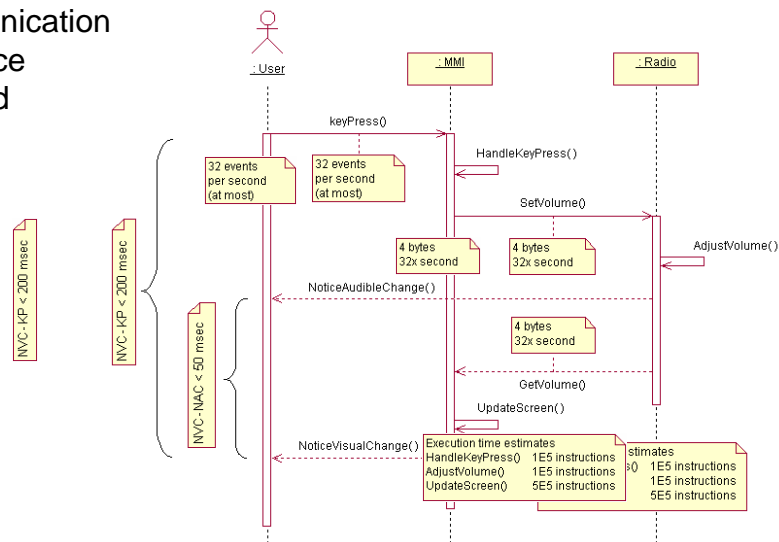 nication
ce
d
: User
: MMI
: Radio
keyPress()
HandleKeyPress()
32 events
per second
(at most)
32 events
per second
(at most)
SetVolume()
4 bytes
32x second
4 bytes
32x second
AdjustVolume()
NVC-KP < 200 msec
NVC-KP < 200 msec
NoticeAudibleChange()
4 bytes
32x second
NVC-NAC < 50 msec
GetVolume()
UpdateScreen()
NoticeVisualChange()
Execution time estimates
HandleKeyPress() 1E5 instructions
AdjustVolume() 1E5 instructions
UpdateScreen() 5E5 instructions
stimates
s() 1E5 instructions
1E5 instructions
5E5 instructions